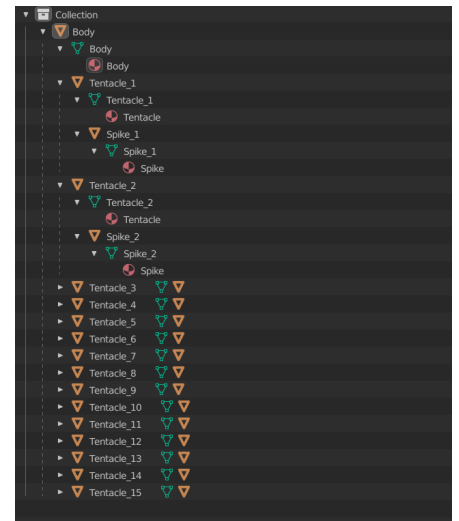 Collection
Body
Body
Body
Tentacle_1
Tentacle_1
Tentacle
Spike_1
Spike_1
Spike
Tentacle_2
Tentacle_2
Tentacle
Spike_2
Spike_2
Spike
Tentacle_3
Tentacle_4
Tentacle_5
Tentacle_6
Tentacle_7
Tentacle_8
Tentacle_9
Tentacle_10
Tentacle_11
Tentacle_12
Tentacle_13
Tentacle_14
Tentacle_15